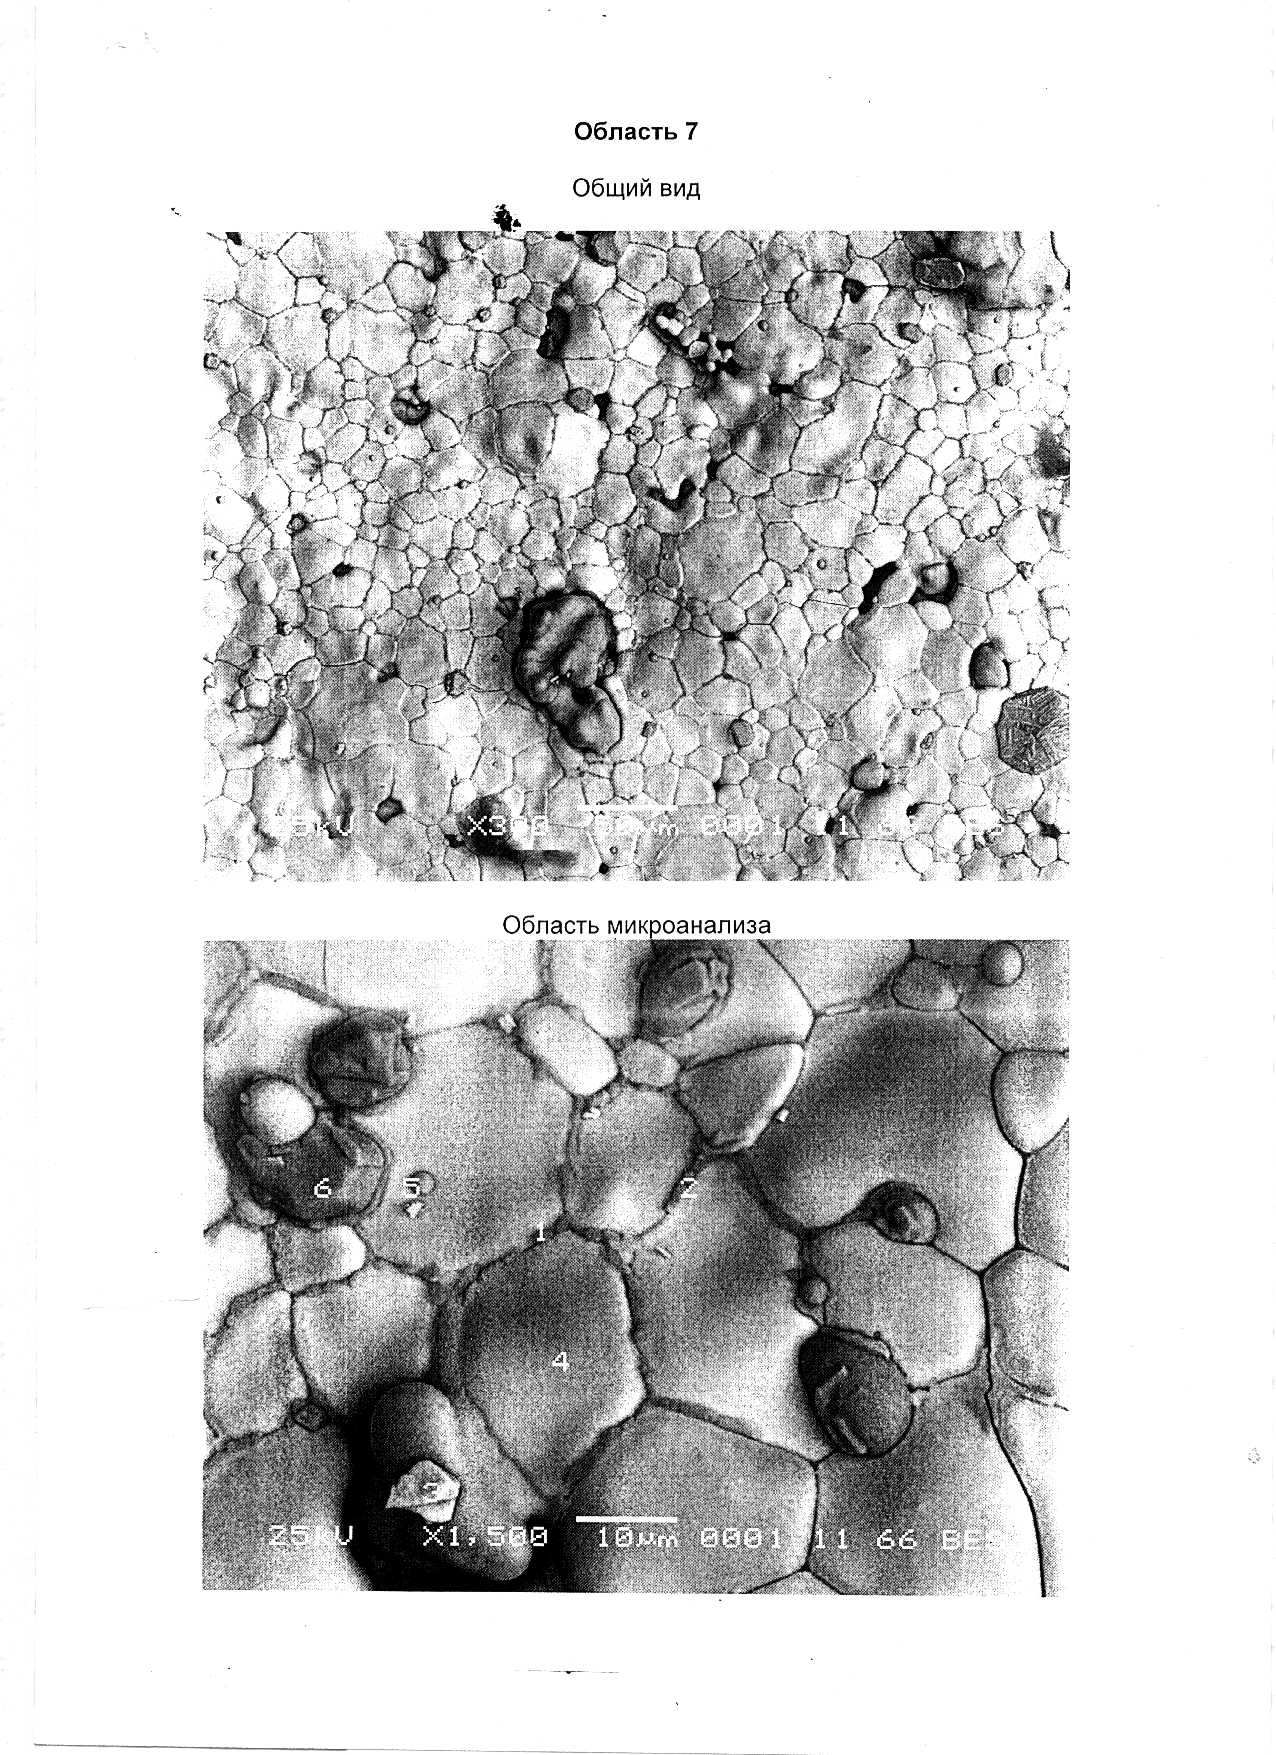 Область 7
Общий вид
X300 0001 11
Область микроанализа
6 5 2
1
4
3
25kV X1,500 10µm 0001 11 66 BES